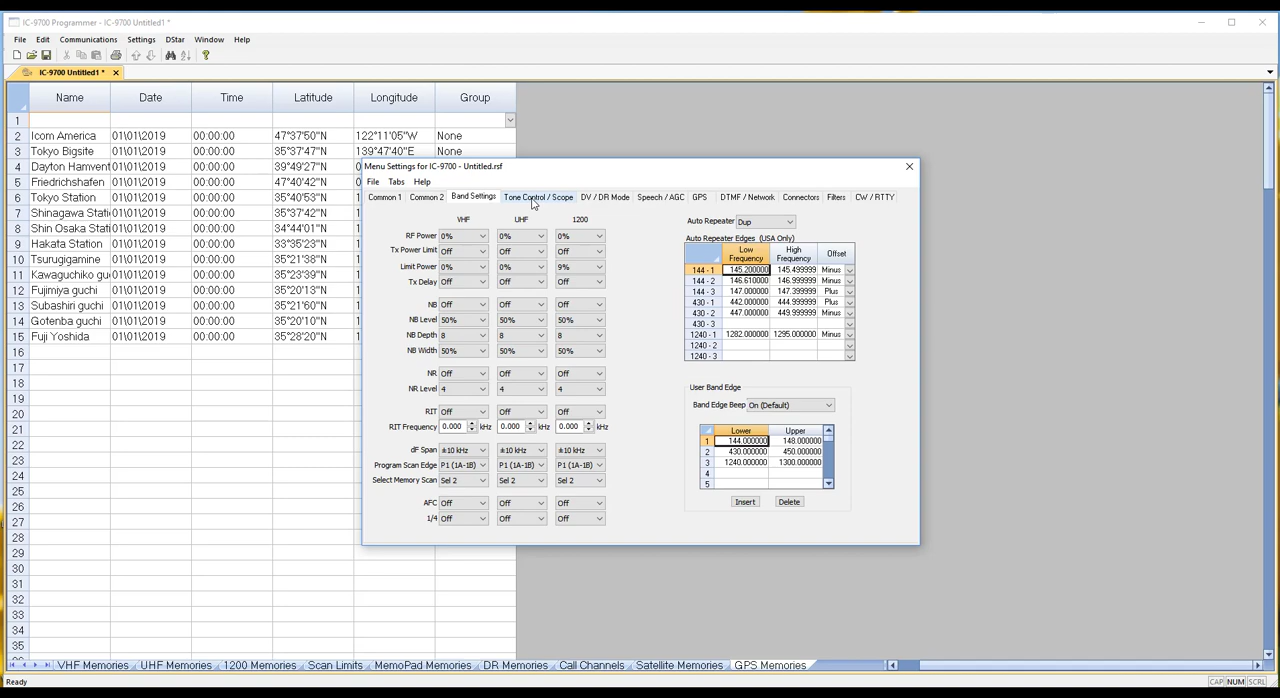 IC-9700 Programmer - IC-9700 Untitled1 *
File Edit Communications Settings DStar Window Help
IC-9700 Untitled1 *
Name Date Time Latitude Longitude Group
1
2 Icom America 01\01\2019 00:00:00 47°37'50"N 122°11'05"W None
3 Tokyo Bigsite 01\01\2019 00:00:00 35°37'47"N 139°47'40"E None
4 Dayton Hamvent 01\01\2019 00:00:00 39°49'27"N
5 Friedrichshafen 01\01\2019 00:00:00 47°40'42"N
6 Tokyo Station 01\01\2019 00:00:00 35°40'53"N
7 Shinagawa Stati 01\01\2019 00:00:00 35°37'42"N
8 Shin Osaka Stati 01\01\2019 00:00:00 34°44'01"N
9 Hakata Station 01\01\2019 00:00:00 33°35'23"N
10 Tsurugigamine 01\01\2019 00:00:00 35°21'38"N
11 Kawaguchiko gu 01\01\2019 00:00:00 35°23'39"N
12 Fujimiya guchi 01\01\2019 00:00:00 35°20'13"N
13 Subashiri guchi 01\01\2019 00:00:00 35°21'60"N
14 Gotenba guchi 01\01\2019 00:00:00 35°20'10"N
15 Fuji Yoshida 01\01\2019 00:00:00 35°28'20"N
16
17
18
19
20
21
22
23
24
25
26
27
28
29
30
31
32
33
34
35
Menu Settings for IC-9700 - Untitled.rsf
File Tabs Help
Common 1 Common 2 Band Settings Tone Control / Scope DV / DR Mode Speech / AGC GPS DTMF / Network Connectors Filters CW / RTTY
VHF UHF 1200
RF Power 0% 0% 0%
Tx Power Limit Off Off Off
Limit Power 0% 0% 9%
Tx Delay Off Off Off
NB Off Off Off
NB Level 50% 50% 50%
NB Depth 8 8 8
NB Width 50% 50% 50%
NR Off Off Off
NR Level 4 4 4
RIT Off Off Off
RIT Frequency 0.000 kHz 0.000 kHz 0.000 kHz
dF Span ±10 kHz ±10 kHz ±10 kHz
Program Scan Edge P1 (1A-1B) P1 (1A-1B) P1 (1A-1B)
Select Memory Scan Sel 2 Sel 2 Sel 2
AFC Off Off Off
1/4 Off Off Off
Auto Repeater Dup
Auto Repeater Edges (USA Only)
Low Frequency High Frequency Offset
144 - 1 145.200000 145.499999 Minus
144 - 2 146.610000 146.999999 Minus
144 - 3 147.000000 147.399999 Plus
430 - 1 442.000000 444.999999 Plus
430 - 2 447.000000 449.999999 Minus
430 - 3
1240 - 1 1282.000000 1295.000000 Minus
1240 - 2
1240 - 3
User Band Edge
Band Edge Beep On (Default)
Lower Upper
1 144.000000 148.000000
2 430.000000 450.000000
3 1240.000000 1300.000000
4
5
Insert Delete
VHF Memories UHF Memories 1200 Memories Scan Limits MemoPad Memories DR Memories Call Channels Satellite Memories GPS Memories
Ready CAP NUM SCRL